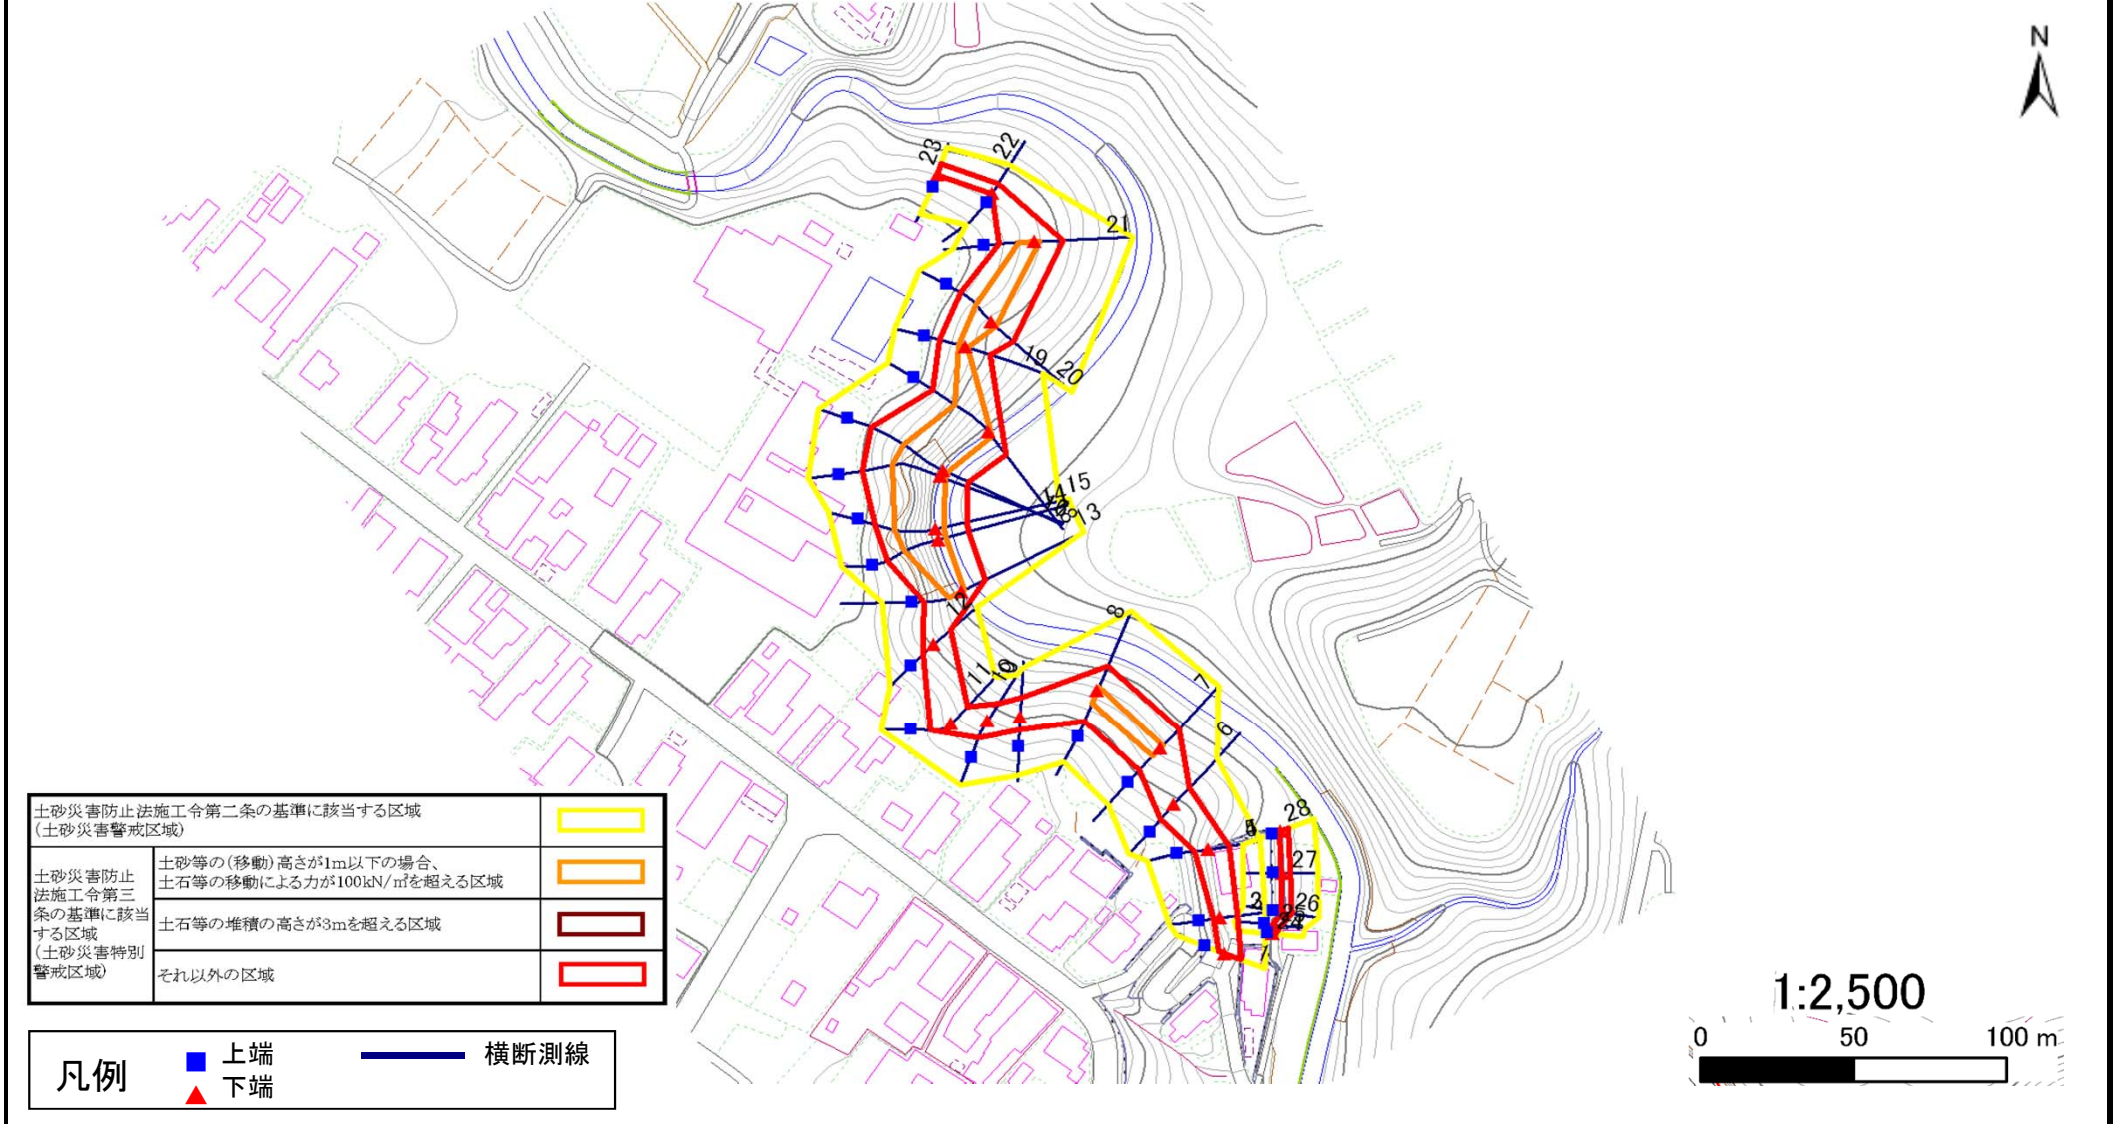 N
23
22
21
19
20
14
15
13
12
8
11
10
9
7
6
28
27
26
2
1
土砂災害防止法施工令第二条の基準に該当する区域
(土砂災害警戒区域)
土砂災害防止
法施工令第三
条の基準に該当
する区域
(土砂災害特別
警戒区域)
土砂等の(移動)高さが1m以下の場合、
土石等の移動による力が100kN/㎡を超える区域
土石等の堆積の高さが3mを超える区域
それ以外の区域
凡例
上端
下端
横断測線
1:2,500
0 50 100 m